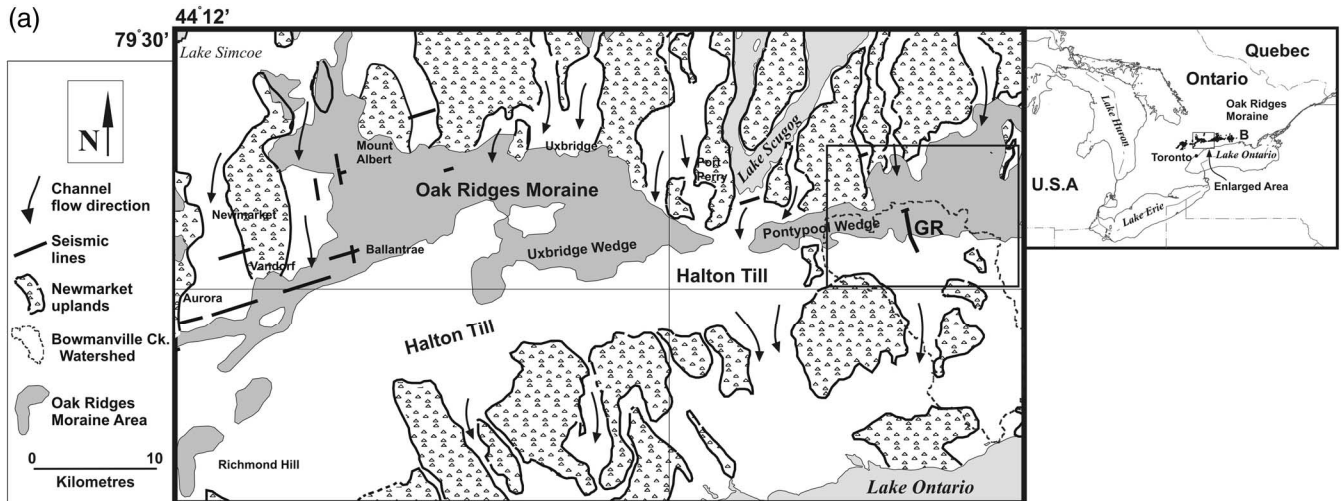 (a)
44°12'
79°30'
N
Channel
flow direction
Seismic
lines
Newmarket
uplands
Bowmanville Ck.
Watershed
Oak Ridges
Moraine Area
0 10
Kilometres
Lake Simcoe
Mount
Albert
Uxbridge
Port
Perry
Lake Scugog
Oak Ridges Moraine
Newmarket
Pontypool Wedge
GR
Ballantrae
Uxbridge Wedge
Vandorf
Halton Till
Aurora
Halton Till
Richmond Hill
Lake Ontario
Quebec
Ontario
Oak Ridges
Moraine
B
Lake Huran
Toronto
Lake Ontario
U.S.A
Enlarged Area
Lake Erie